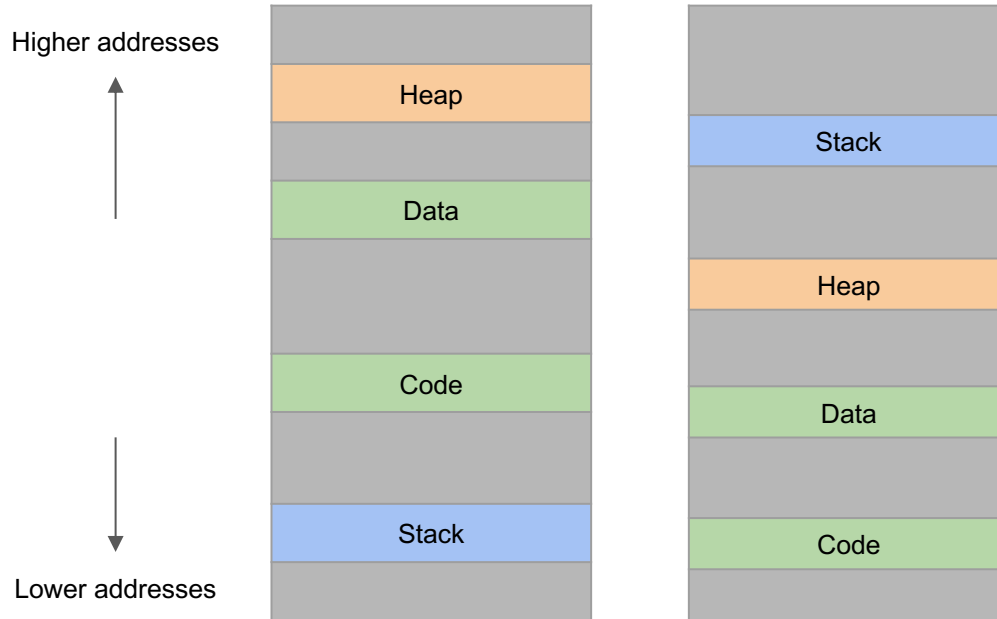 Higher addresses
Heap
Data
Code
Stack
Lower addresses
Stack
Heap
Data
Code